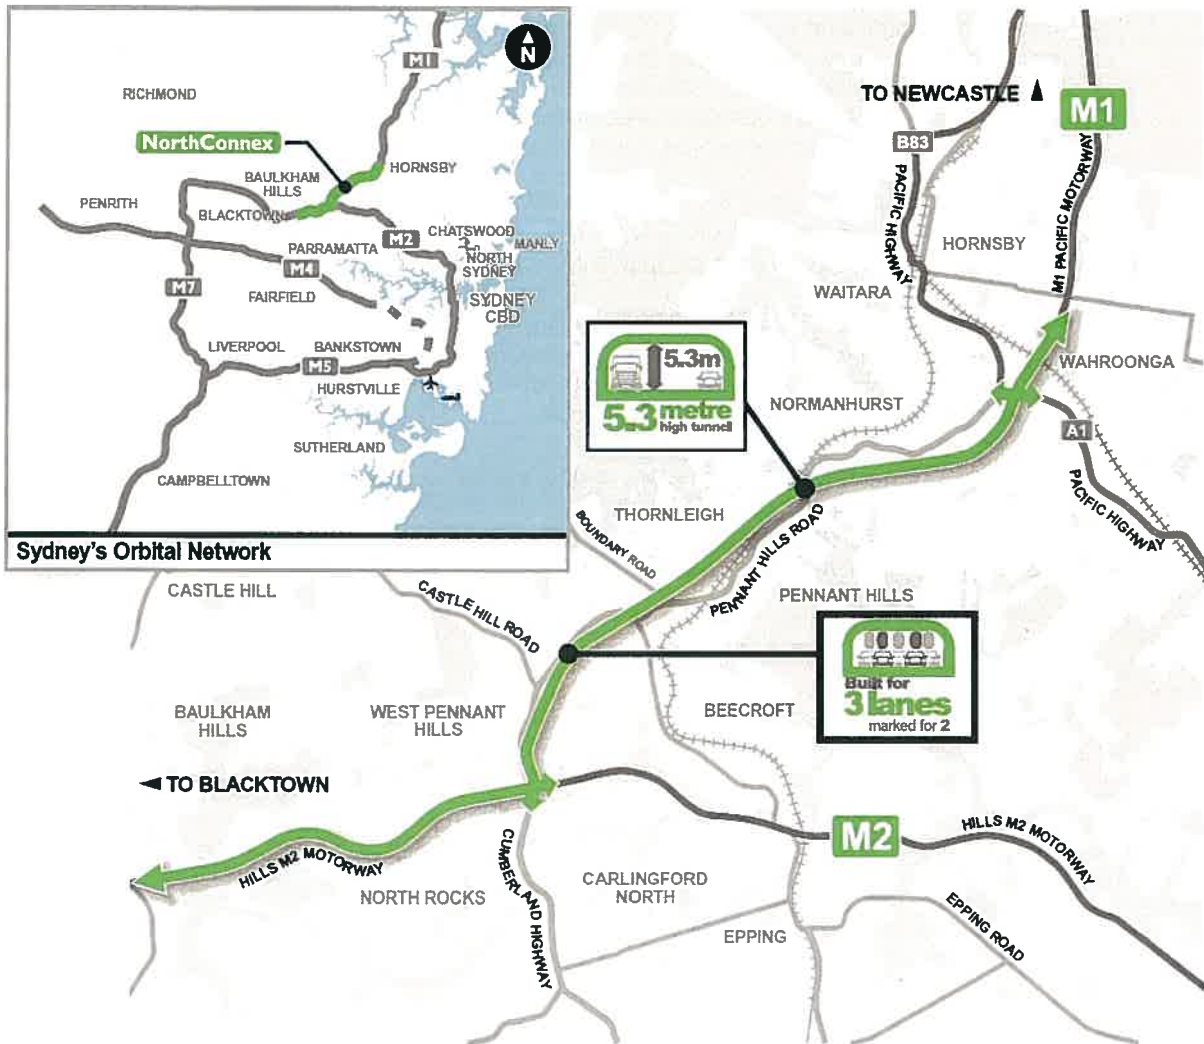 N
M1
RICHMOND
NorthConnex
HORNSBY
BAULKHAM
HILLS
PENRITH
BLACKTOWN
M2
CHATSWOOD
MANLY
NORTH
SYDNEY
PARRAMATTA
M4
M7
FAIRFIELD
SYDNEY
CBD
LIVERPOOL
BANKSTOWN
M5
HURSTVILLE
SUTHERLAND
CAMPBELLTOWN
Sydney's Orbital Network
TO NEWCASTLE
M1
B83
PACIFIC HIGHWAY
M1 PACIFIC MOTORWAY
HORNSBY
WAITARA
WAHROONGA
5.3m
5.3 metre
high tunnel
NORMANHURST
A1
PACIFIC HIGHWAY
THORNLEIGH
BOUNDARY ROAD
PENNANT HILLS ROAD
CASTLE HILL
CASTLE HILL ROAD
PENNANT HILLS
Built for
3 lanes
marked for 2
BAULKHAM
HILLS
WEST PENNANT
HILLS
BEECROFT
TO BLACKTOWN
M2
HILLS M2 MOTORWAY
HILLS M2 MOTORWAY
CUMBERLAND HIGHWAY
NORTH ROCKS
CARLINGFORD
NORTH
EPPING
EPPING ROAD